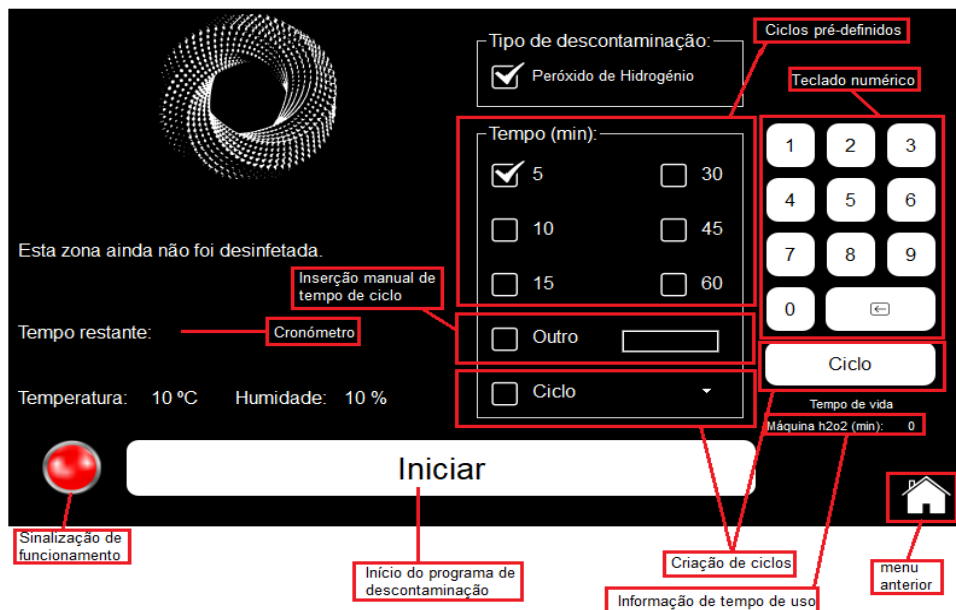 Ciclos pré-definidos
Tipo de descontaminação:
Peróxido de Hidrogénio
Teclado numérico
Tempo (min):
5
30
10
45
15
60
1
2
3
4
5
6
7
8
9
0
Esta zona ainda não foi desinfetada.
Inserção manual de
tempo de ciclo
Tempo restante:
Cronómetro
Outro
Ciclo
Ciclo
Temperatura: 10 ºC Humidade: 10 %
Tempo de vida
Máquina h2o2 (min): 0
Iniciar
Sinalização de
funcionamento
Início do programa de
descontaminação
Criação de ciclos
menu
anterior
Informação de tempo de uso